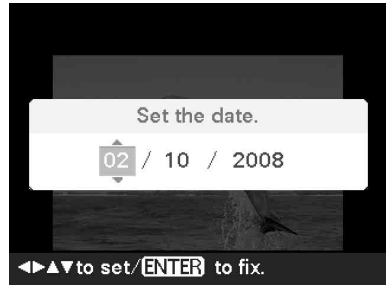 Set the date.
02 / 10 / 2008
◄►▲▼to set/ENTER to fix.